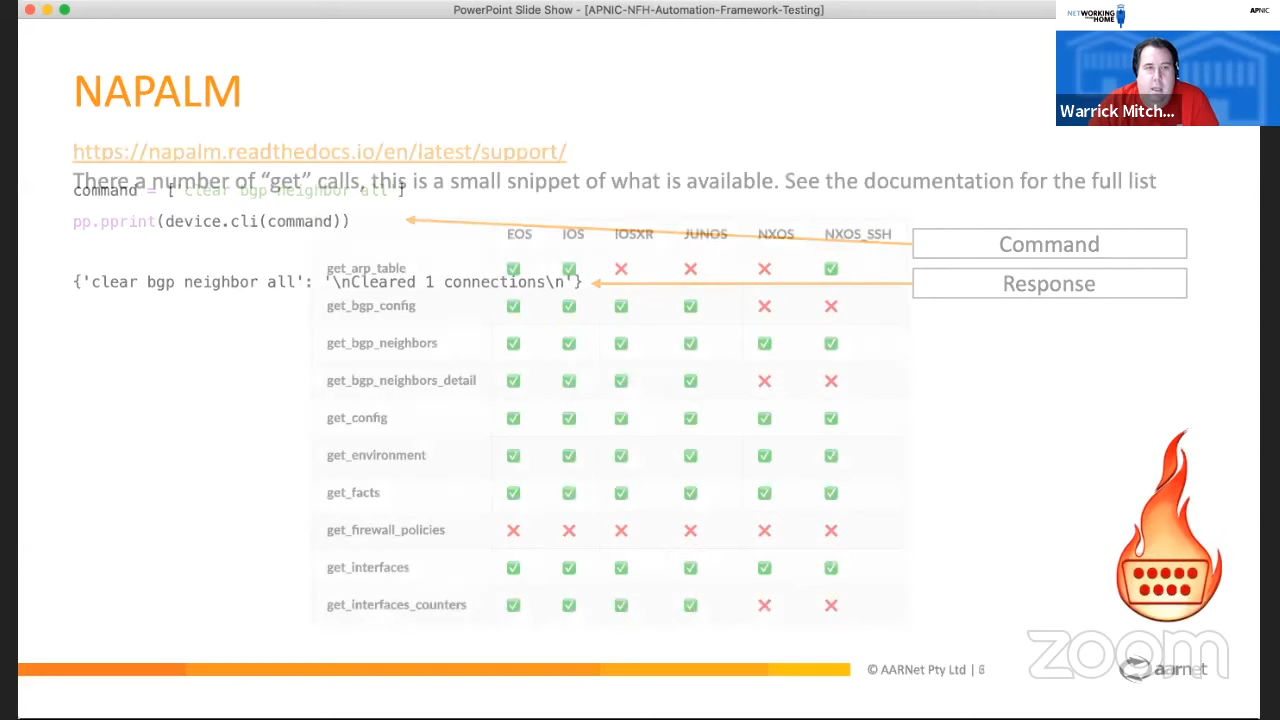 PowerPoint Slide Show - [APNIC-NFH-Automation-Framework-Testing]
NETWORKING
HOME
APNIC
Warrick Mitch...
NAPALM
https://napalm.readthedocs.io/en/latest/support/
There a number of “get” calls, this is a small snippet of what is available. See the documentation for the full list
command = ['clear bgp neighbor all']
pp.pprint(device.cli(command))
Command
EOS IOS IOSXR JUNOS NXOS NXOS_SSH
get_arp_table ✅ ✅ ❌ ❌ ❌ ✅
{'clear bgp neighbor all': '\nCleared 1 connections\n'}
Response
get_bgp_config ✅ ✅ ✅ ✅ ❌ ❌
get_bgp_neighbors ✅ ✅ ✅ ✅ ✅ ✅
get_bgp_neighbors_detail ✅ ✅ ✅ ✅ ❌ ❌
get_config ✅ ✅ ✅ ✅ ✅ ✅
get_environment ✅ ✅ ✅ ✅ ✅ ✅
get_facts ✅ ✅ ✅ ✅ ✅ ✅
get_firewall_policies ❌ ❌ ❌ ❌ ❌ ❌
get_interfaces ✅ ✅ ✅ ✅ ✅ ✅
get_interfaces_counters ✅ ✅ ✅ ✅ ❌ ❌
© AARNet Pty Ltd |
zoom
aarnet